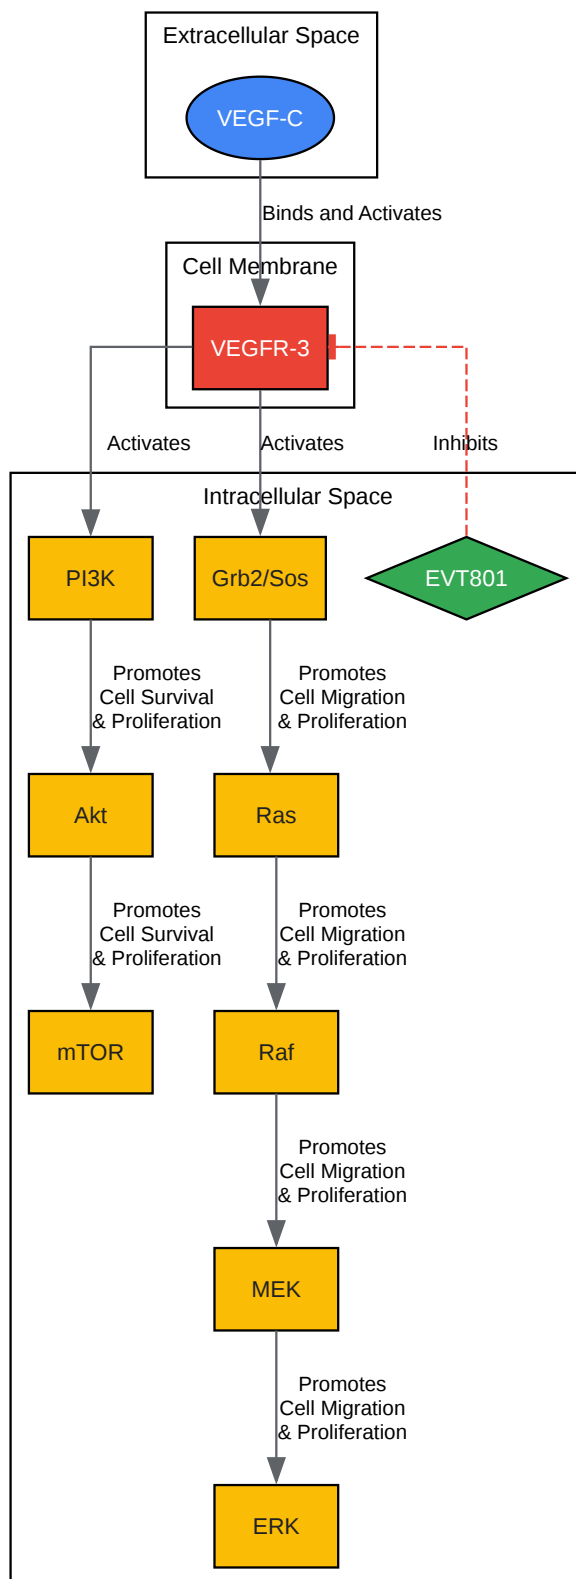 Extracellular Space
VEGF-C
Binds and Activates
Cell Membrane
VEGFR-3
Activates
Activates
Inhibits
Intracellular Space
PI3K
Grb2/Sos
EVT801
Promotes
Cell Survival
& Proliferation
Promotes
Cell Migration
& Proliferation
Akt
Ras
Promotes
Cell Survival
& Proliferation
Promotes
Cell Migration
& Proliferation
mTOR
Raf
Promotes
Cell Migration
& Proliferation
MEK
Promotes
Cell Migration
& Proliferation
ERK